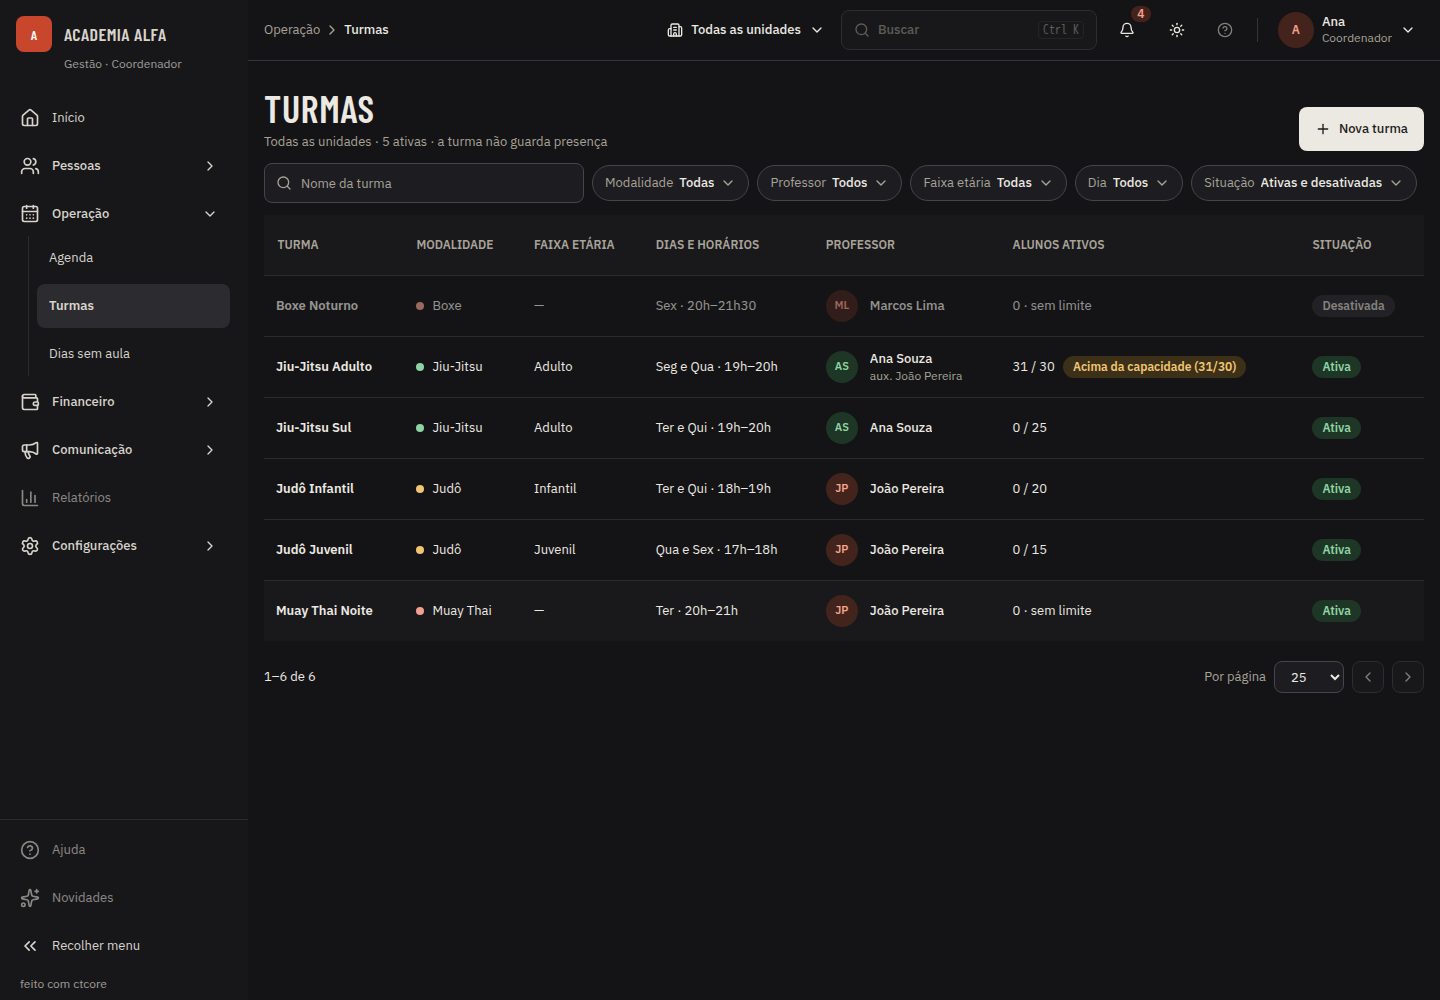 A
ACADEMIA ALFA
Gestão · Coordenador
Início
Pessoas
Operação
Agenda
Turmas
Dias sem aula
Financeiro
Comunicação
Relatórios
Configurações
Ajuda
Novidades
Recolher menu
feito com ctcore
Operação > Turmas
Todas as unidades
Buscar
Ctrl K
4
A
Ana
Coordenador
TURMAS
Todas as unidades · 5 ativas · a turma não guarda presença
+ Nova turma
Nome da turma
Modalidade Todas
Professor Todos
Faixa etária Todas
Dia Todos
Situação Ativas e desativadas
TURMA MODALIDADE FAIXA ETÁRIA DIAS E HORÁRIOS PROFESSOR ALUNOS ATIVOS SITUAÇÃO
Boxe Noturno Boxe — Sex · 20h–21h30 ML Marcos Lima 0 · sem limite Desativada
Jiu-Jitsu Adulto Jiu-Jitsu Adulto Seg e Qua · 19h–20h AS Ana Souza 31 / 30 Acima da capacidade (31/30) Ativa
aux. João Pereira
Jiu-Jitsu Sul Jiu-Jitsu Adulto Ter e Qui · 19h–20h AS Ana Souza 0 / 25 Ativa
Judô Infantil Judô Infantil Ter e Qui · 18h–19h JP João Pereira 0 / 20 Ativa
Judô Juvenil Judô Juvenil Qua e Sex · 17h–18h JP João Pereira 0 / 15 Ativa
Muay Thai Noite Muay Thai — Ter · 20h–21h JP João Pereira 0 · sem limite Ativa
1–6 de 6
Por página 25